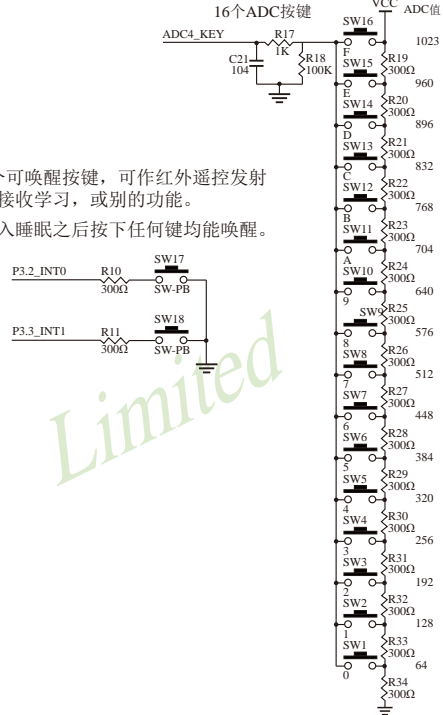 16个ADC按键
VCC ADC值
SW16
ADC4_KEY R17 1023
1K F R19
C21 R18 SW15 300Ω
104 100K 960
E R20
SW14 300Ω
896
D R21
SW13 300Ω
832
C R22
SW12 300Ω
768
B R23
SW11 300Ω
704
A R24
SW10 300Ω
640
9 R25
SW9 300Ω
576
8 R26
SW8 300Ω
512
7 R27
SW7 300Ω
448
6 R28
SW6 300Ω
384
5 R29
SW5 300Ω
320
4 R30
SW4 300Ω
256
3 R31
SW3 300Ω
192
2 R32
SW2 300Ω
128
1 R33
SW1 300Ω
64
0 R34
300Ω
可唤醒按键，可作红外遥控发射
接收学习，或别的功能。
入睡眠之后按下任何键均能唤醒。
SW17
P3.2_INT0 R10
300Ω SW-PB
SW18
P3.3_INT1 R11
300Ω SW-PB
Limited